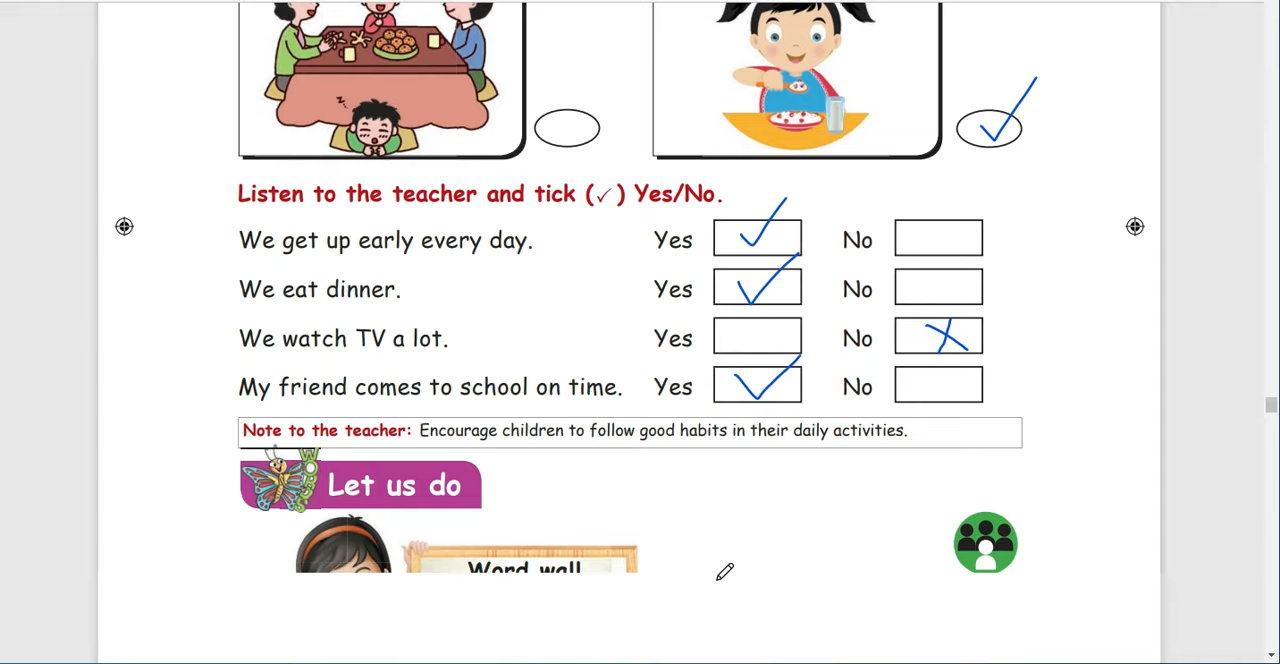 Listen to the teacher and tick (✓) Yes/No.
We get up early every day. Yes No
We eat dinner. Yes No
We watch TV a lot. Yes No
My friend comes to school on time. Yes No
Note to the teacher: Encourage children to follow good habits in their daily activities.
WORDS
Let us do
Word wall